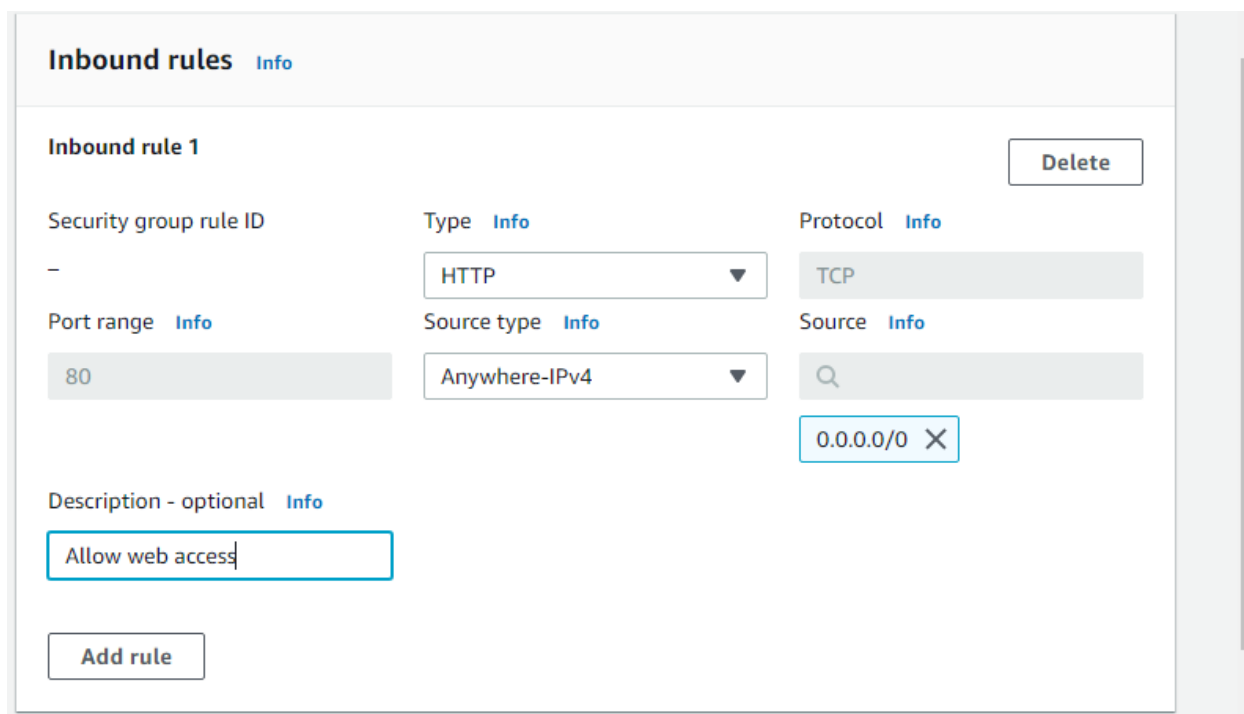 Inbound rules Info
Inbound rule 1
Delete
Security group rule ID
Type Info
Protocol Info
–
HTTP
TCP
Port range Info
Source type Info
Source Info
80
Anywhere-IPv4
0.0.0.0/0
Description - optional Info
Allow web access
Add rule